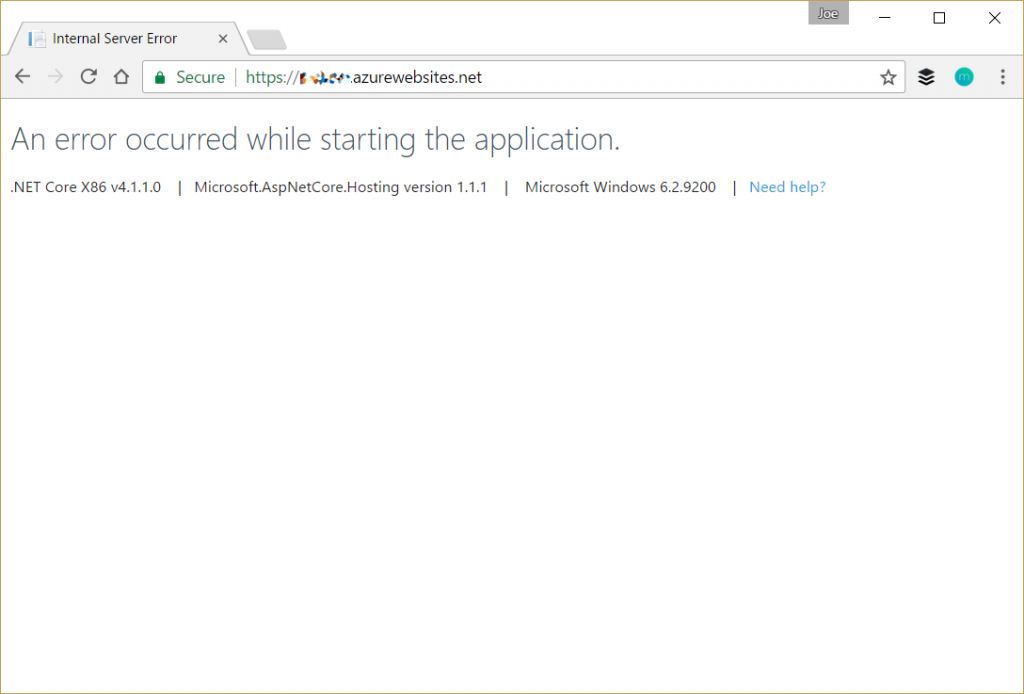 Joe
Internal Server Error
Secure | https:// .azurewebsites.net
An error occurred while starting the application.
.NET Core X86 v4.1.1.0 | Microsoft.AspNetCore.Hosting version 1.1.1 | Microsoft Windows 6.2.9200 | Need help?